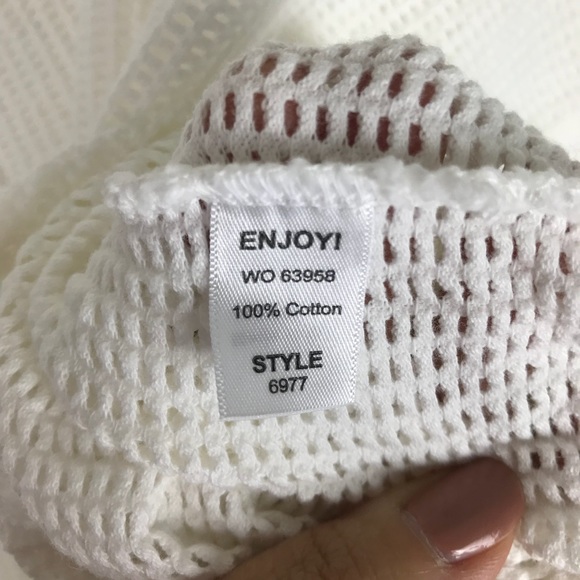 ENJOY!
WO 63958
100% Cotton
STYLE
6977